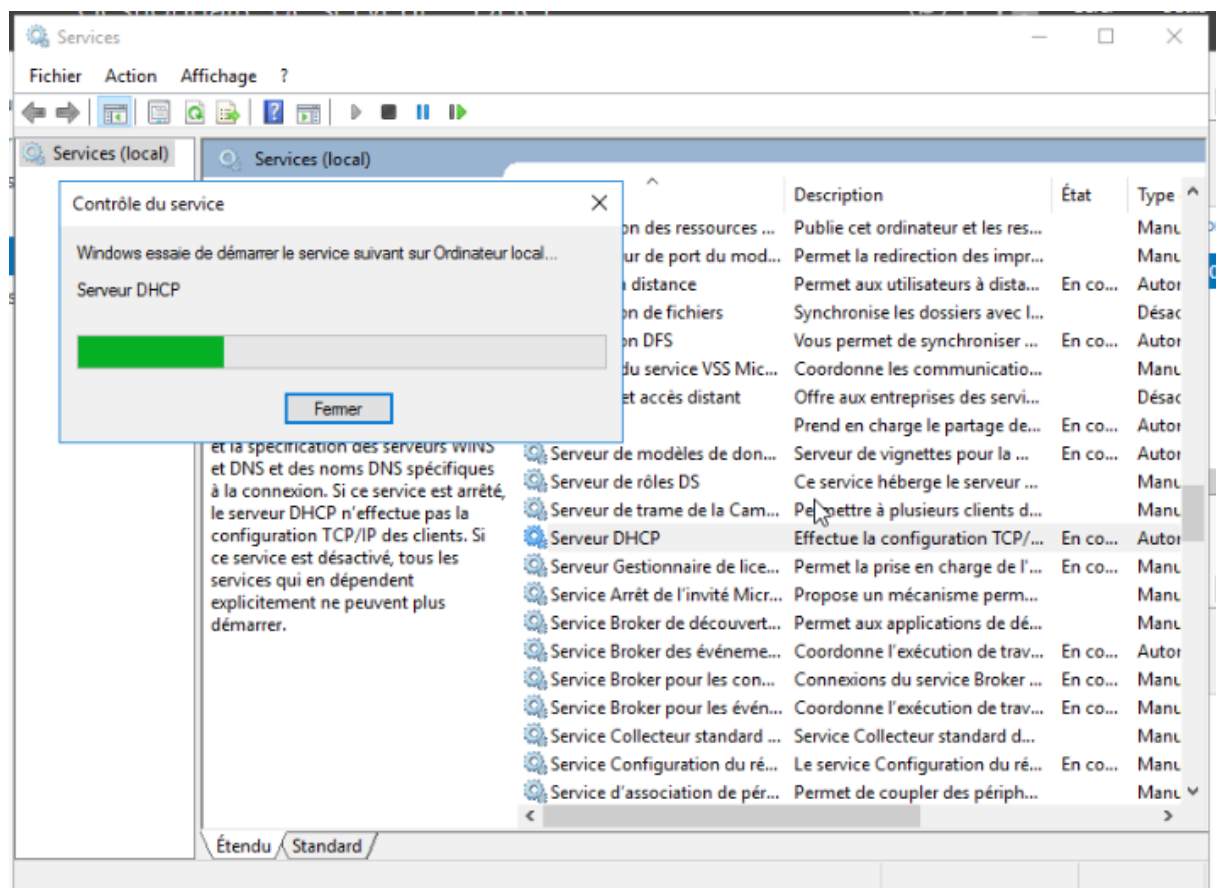 Services
Fichier Action Affichage ?
Services (local)
Services (local)
Contrôle du service
Windows essaie de démarrer le service suivant sur Ordinateur local...
Serveur DHCP
Fermer
et la spécification des serveurs WINS
et DNS et des noms DNS spécifiques
à la connexion. Si ce service est arrêté,
le serveur DHCP n'effectue pas la
configuration TCP/IP des clients. Si
ce service est désactivé, tous les
services qui en dépendent
explicitement ne peuvent plus
démarrer.
Description État Type
on des ressources ... Publie cet ordinateur et les res... Manu
ur de port du mod... Permet la redirection des impr... Manu
distance Permet aux utilisateurs à dista... En co... Autor
on de fichiers Synchronise les dossiers avec l... Désac
on DFS Vous permet de synchroniser ... En co... Autor
du service VSS Mic... Coordonne les communicatio... Manu
et accès distant Offre aux entreprises des servi... Désac
Prend en charge le partage de... En co... Autor
Serveur de modèles de don... Serveur de vignettes pour la ... En co... Autor
Serveur de rôles DS Ce service héberge le serveur ... Manu
Serveur de trame de la Cam... Permettre à plusieurs clients d... Manu
Serveur DHCP Effectue la configuration TCP/... En co... Autor
Serveur Gestionnaire de lice... Permet la prise en charge de l'... En co... Manu
Service Arrêt de l'invité Micr... Propose un mécanisme perm... Manu
Service Broker de découvert... Permet aux applications de dé... Manu
Service Broker des événeme... Coordonne l'exécution de trav... En co... Autor
Service Broker pour les con... Connexions du service Broker ... En co... Manu
Service Broker pour les évén... Coordonne l'exécution de trav... En co... Manu
Service Collecteur standard ... Service Collecteur standard d... Manu
Service Configuration du ré... Le service Configuration du ré... En co... Manu
Service d'association de pér... Permet de coupler des périph... Manu
Étendu Standard